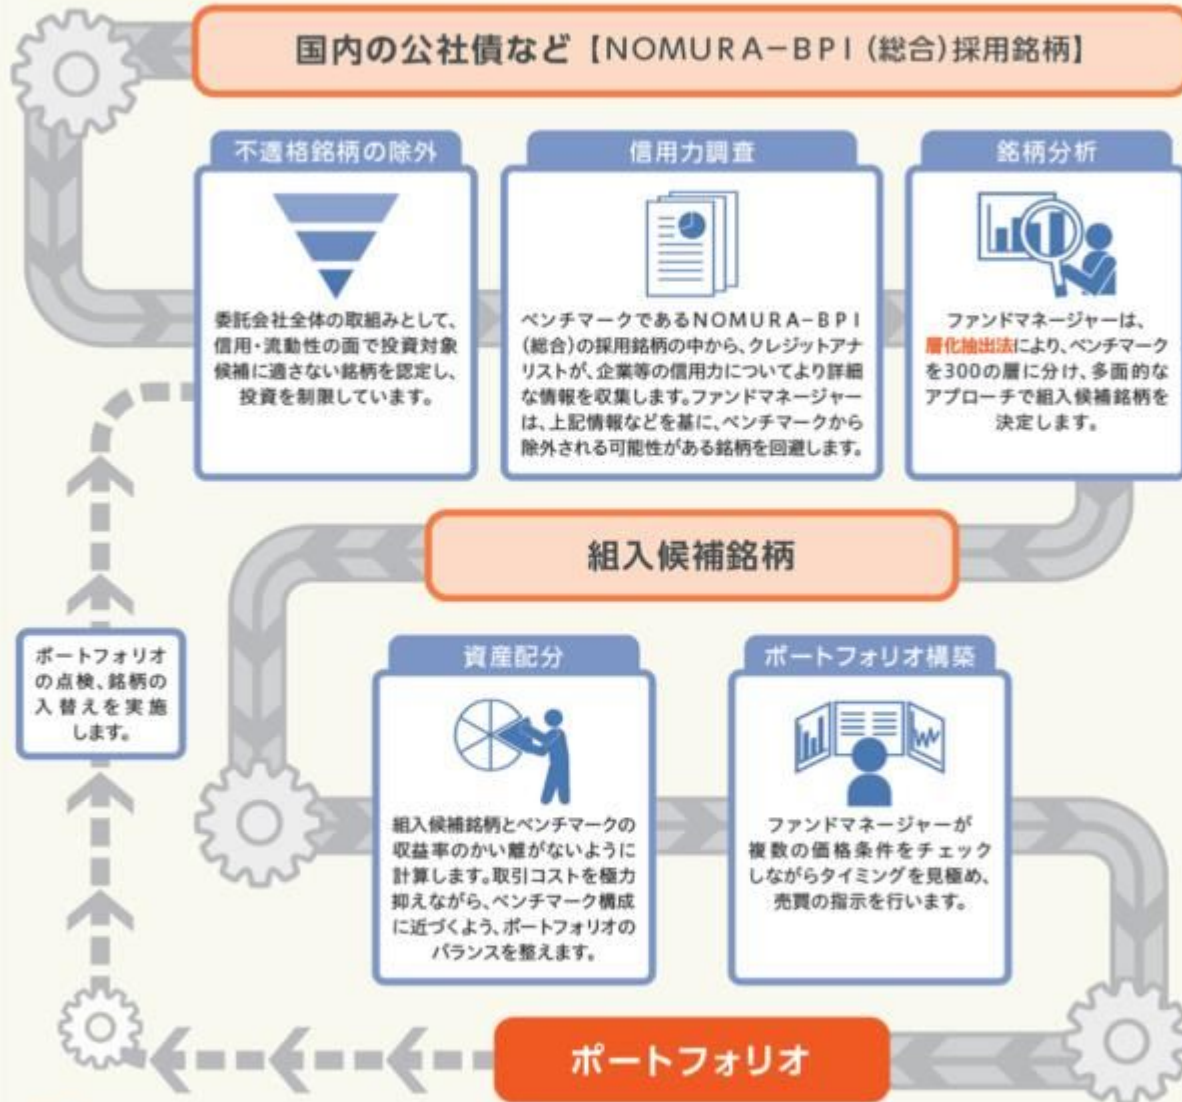 国内の公社債など【NOMURA-BPI(総合)採用銘柄】
不適格銘柄の除外
委託会社全体の取組みとして、
信用・流動性の面で投資対象
候補に適さない銘柄を認定し、
投資を制限しています。
信用力調査
ベンチマークであるNOMURA-BPI
(総合)の採用銘柄の中から、クレジットアナ
リストが、企業等の信用力についてより詳細
な情報を収集します。ファンドマネージャー
は、上記情報などを基に、ベンチマークから
除外される可能性がある銘柄を回避します。
銘柄分析
ファンドマネージャーは、
層化抽出法により、ベンチマーク
を300の層に分け、多面的な
アプローチで組入候補銘柄を
決定します。
組入候補銘柄
ポートフォリオ
の点検、銘柄の
入替えを実施
します。
資産配分
組入候補銘柄とベンチマークの
収益率のかい離がないように
計算します。取引コストを極力
抑えながら、ベンチマーク構成
に近づくよう、ポートフォリオの
バランスを整えます。
ポートフォリオ構築
ファンドマネージャーが
複数の価格条件をチェック
しながらタイミングを見極め、
売買の指示を行います。
ポートフォリオ